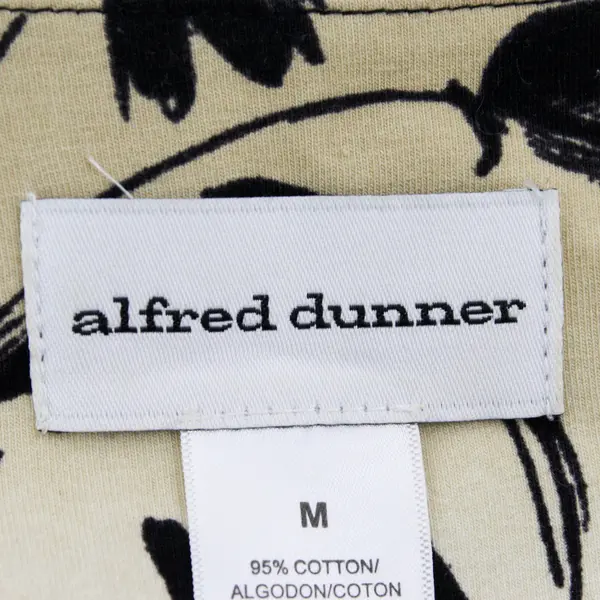 alfred dunner
M
95% COTTON/
ALGODON/COTON